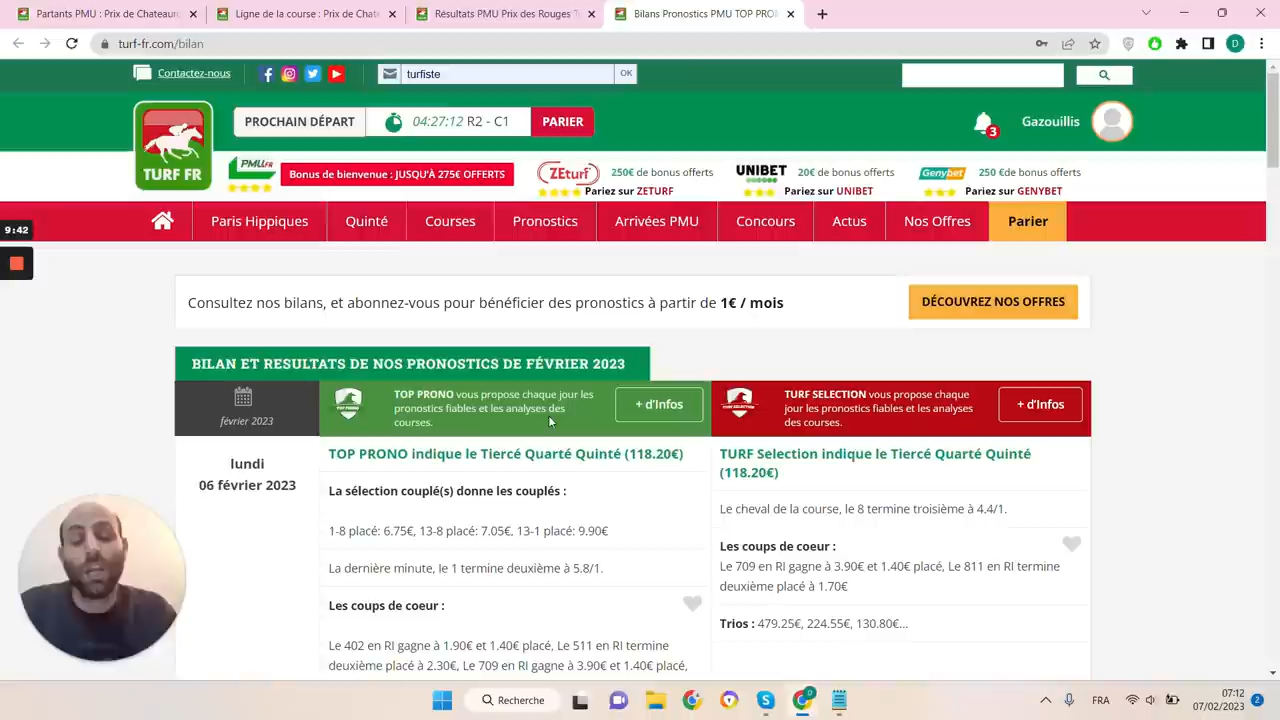 Partants PMU : Prix de Chateaur
Ligne de la course : Prix de Chate
Résultats PMU Prix des Rouges T
Bilans Pronostics PMU TOP PRON
turf-fr.com/bilan
D
Contactez-nous
turfiste
OK
TURF FR
PROCHAIN DÉPART
04:27:12 R2 - C1
PARIER
3
Gazouillis
PMU.FR
Bonus de bienvenue : JUSQU'À 275€ OFFERTS
ZEturf
250€ de bonus offerts
Pariez sur ZETURF
UNIBET
20€ de bonus offerts
Pariez sur UNIBET
Genybet
250 €de bonus offerts
Pariez sur GENYBET
Paris Hippiques
Quinté
Courses
Pronostics
Arrivées PMU
Concours
Actus
Nos Offres
Parier
9:42
Consultez nos bilans, et abonnez-vous pour bénéficier des pronostics à partir de 1€ / mois
DÉCOUVREZ NOS OFFRES
BILAN ET RESULTATS DE NOS PRONOSTICS DE FÉVRIER 2023
février 2023
TOP PRONO
TOP PRONO vous propose chaque jour les
pronostics fiables et les analyses des
courses.
+ d'Infos
TURF SELECTION
TURF SELECTION vous propose chaque
jour les pronostics fiables et les analyses
des courses.
+ d'Infos
lundi
06 février 2023
TOP PRONO indique le Tiercé Quarté Quinté (118.20€)
La sélection couplé(s) donne les couplés :
1-8 placé: 6.75€, 13-8 placé: 7.05€, 13-1 placé: 9.90€
La dernière minute, le 1 termine deuxième à 5.8/1.
Les coups de coeur :
Le 402 en RI gagne à 1.90€ et 1.40€ placé, Le 511 en RI termine
deuxième placé à 2.30€, Le 709 en RI gagne à 3.90€ et 1.40€ placé,
TURF Selection indique le Tiercé Quarté Quinté
(118.20€)
Le cheval de la course, le 8 termine troisième à 4.4/1.
Les coups de coeur :
Le 709 en RI gagne à 3.90€ et 1.40€ placé, Le 811 en RI termine
deuxième placé à 1.70€
Trios : 479.25€, 224.55€, 130.80€...
Recherche
FRA
07:12
07/02/2023
2